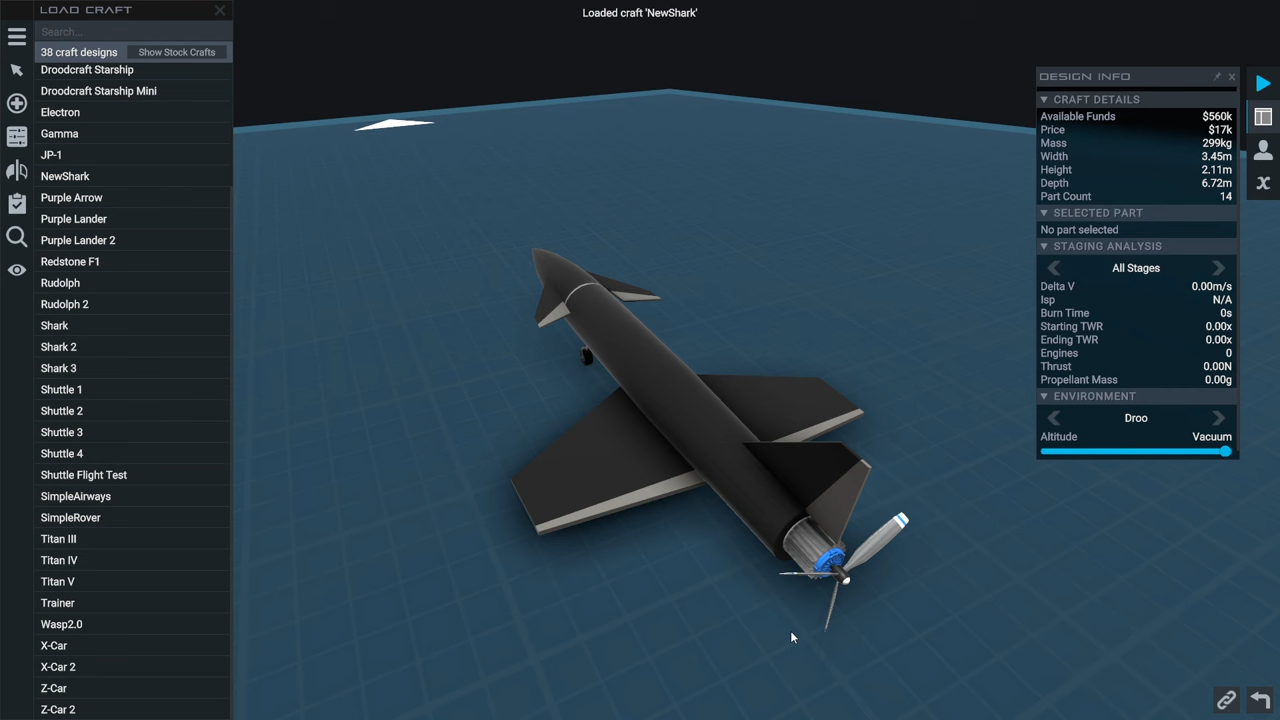 LOAD CRAFT
Search...
38 craft designs
Show Stock Crafts
Droodcraft Starship
Droodcraft Starship Mini
Electron
Gamma
JP-1
NewShark
Purple Arrow
Purple Lander
Purple Lander 2
Redstone F1
Rudolph
Rudolph 2
Shark
Shark 2
Shark 3
Shuttle 1
Shuttle 2
Shuttle 3
Shuttle 4
Shuttle Flight Test
SimpleAirways
SimpleRover
Titan III
Titan IV
Titan V
Trainer
Wasp2.0
X-Car
X-Car 2
Z-Car
Z-Car 2
Loaded craft 'NewShark'
DESIGN INFO
CRAFT DETAILS
Available Funds $560k
Price $17k
Mass 299kg
Width 3.45m
Height 2.11m
Depth 6.72m
Part Count 14
SELECTED PART
No part selected
STAGING ANALYSIS
All Stages
Delta V 0.00m/s
Isp N/A
Burn Time 0s
Starting TWR 0.00x
Ending TWR 0.00x
Engines 0
Thrust 0.00N
Propellant Mass 0.00g
ENVIRONMENT
Droo
Altitude Vacuum